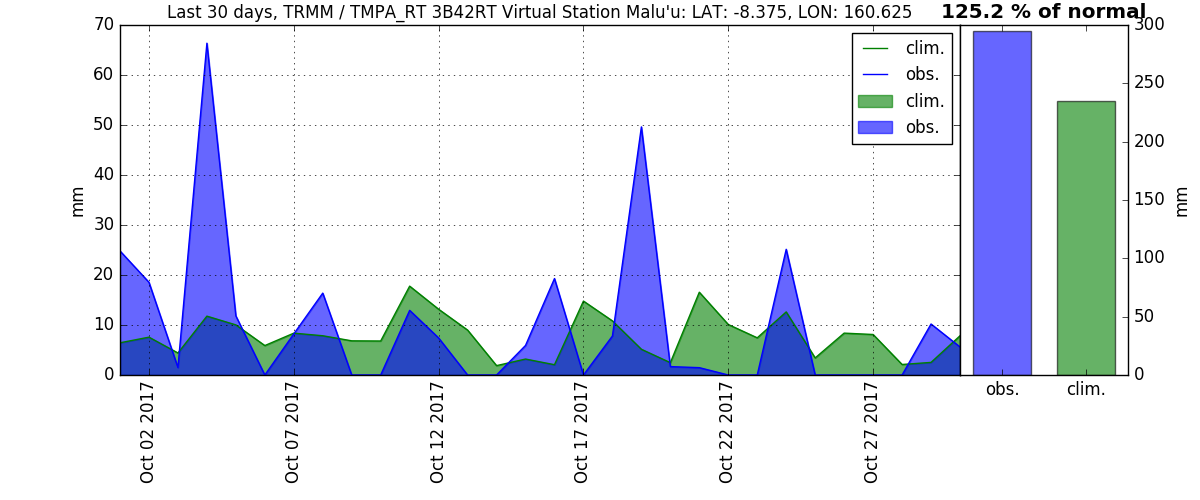 Last 30 days, TRMM / TMPA_RT 3B42RT Virtual Station Malu'u: LAT: -8.375, LON: 160.625
125.2 % of normal
70
60
50
40
30
20
10
0
mm
Oct 02 2017
Oct 07 2017
Oct 12 2017
Oct 17 2017
Oct 22 2017
Oct 27 2017
clim.
obs.
clim.
obs.
300
250
200
150
100
50
0
mm
obs.
clim.